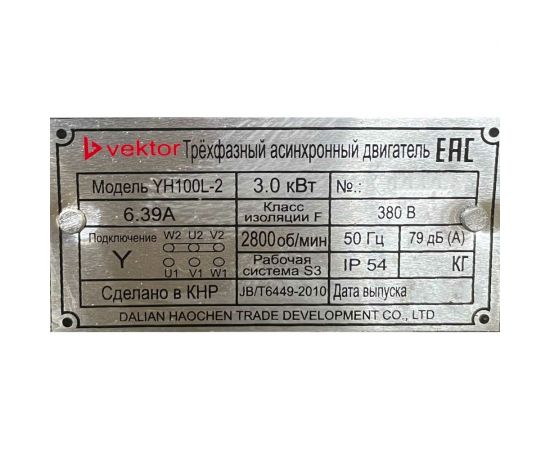 vektor Трёхфазный асинхронный двигатель EAC
Модель YH100L-2 3.0 кВт №.:
6.39A Класс изоляции F 380 В
Подключение Y W2 U2 V2 U1 V1 W1 2800об/мин 50 Гц 79 дБ (А)
Рабочая система S3 IP 54 КГ
Сделано в КНР JB/T6449-2010 Дата выпуска
DALIAN HAOCHEN TRADE DEVELOPMENT CO., LTD